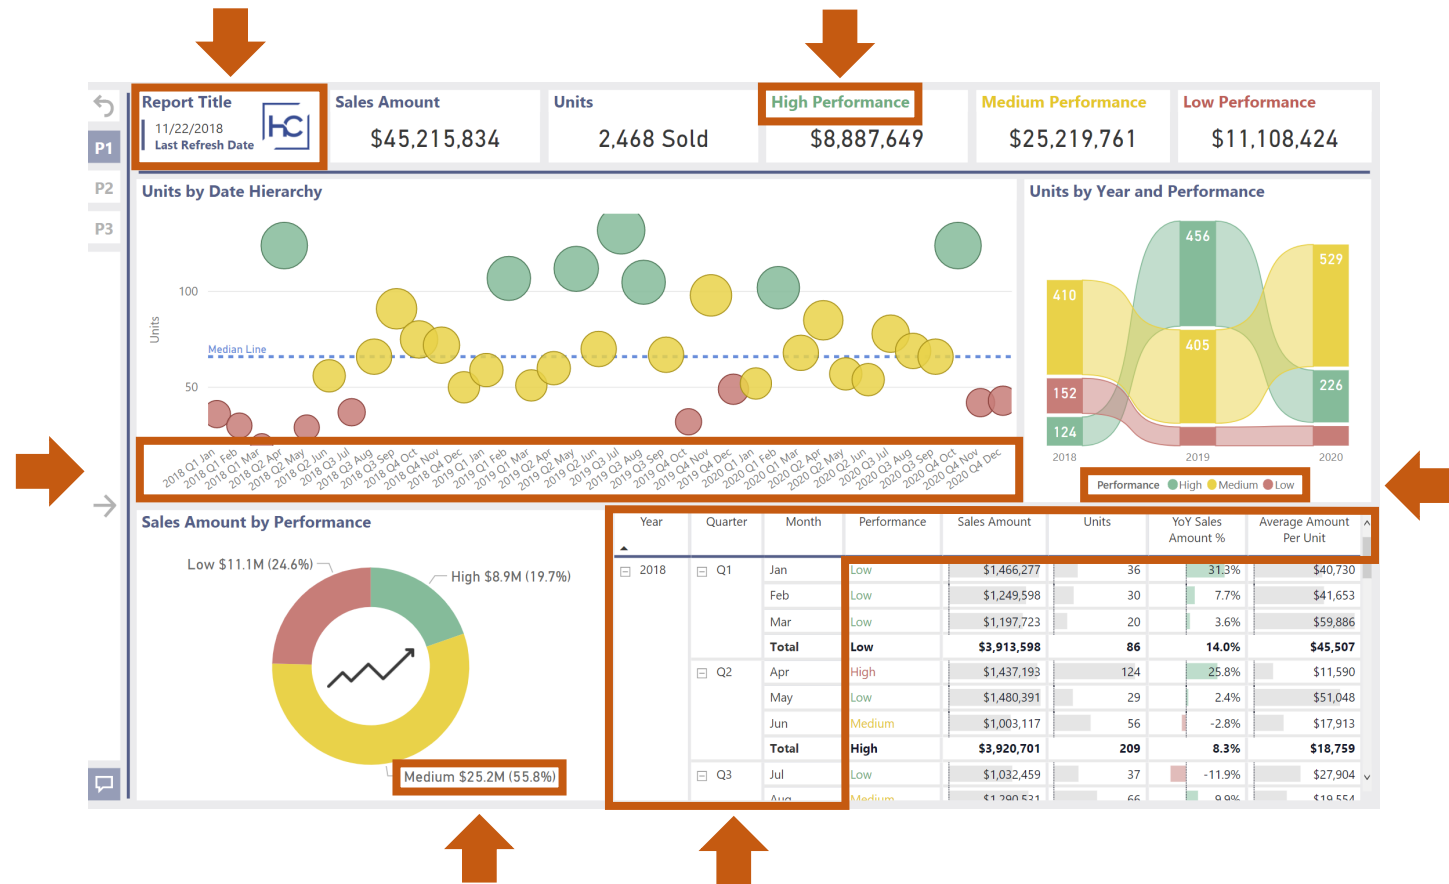 Report Title
11/22/2018
Last Refresh Date
hc
Sales Amount
$45,215,834
Units
2,468 Sold
High Performance
$8,887,649
Medium Performance
$25,219,761
Low Performance
$11,108,424
P1
P2
P3
Units by Date Hierarchy
Units
100
50
Median Line
2018 Q1 Jan
2018 Q1 Feb
2018 Q1 Mar
2018 Q2 Apr
2018 Q2 May
2018 Q2 Jun
2018 Q3 Jul
2018 Q3 Aug
2018 Q3 Sep
2018 Q4 Oct
2018 Q4 Nov
2018 Q4 Dec
2019 Q1 Jan
2019 Q1 Feb
2019 Q1 Mar
2019 Q2 Apr
2019 Q2 May
2019 Q2 Jun
2019 Q3 Jul
2019 Q3 Aug
2019 Q3 Sep
2019 Q4 Oct
2019 Q4 Nov
2019 Q4 Dec
2020 Q1 Jan
2020 Q1 Feb
2020 Q1 Mar
2020 Q2 Apr
2020 Q2 May
2020 Q2 Jun
2020 Q3 Jul
2020 Q3 Aug
2020 Q3 Sep
2020 Q4 Oct
2020 Q4 Nov
2020 Q4 Dec
Units by Year and Performance
456
529
410
405
152
226
124
2018 2019 2020
Performance High Medium Low
Sales Amount by Performance
Low $11.1M (24.6%)
High $8.9M (19.7%)
Medium $25.2M (55.8%)
Year Quarter Month Performance Sales Amount Units YoY Sales Amount % Average Amount Per Unit
2018 Q1 Jan Low $1,466,277 36 31.3% $40,730
Feb Low $1,249,598 30 7.7% $41,653
Mar Low $1,197,723 20 3.6% $59,886
Total Low $3,913,598 86 14.0% $45,507
Q2 Apr High $1,437,193 124 25.8% $11,590
May Low $1,480,391 29 2.4% $51,048
Jun Medium $1,003,117 56 -2.8% $17,913
Total High $3,920,701 209 8.3% $18,759
Q3 Jul Low $1,032,459 37 -11.9% $27,904
Aug Medium $1,290,531 66 9.9% $19,554